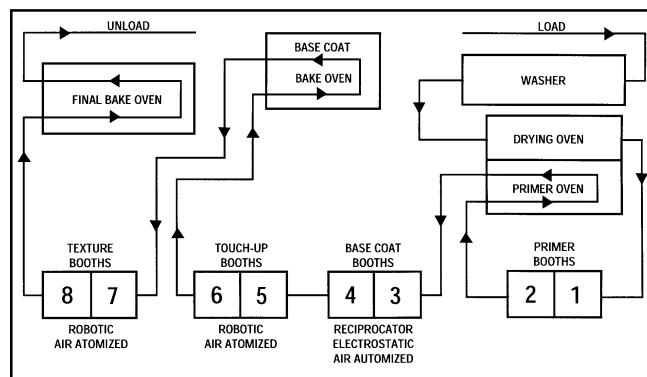 UNLOAD
LOAD
BASE COAT
BAKE OVEN
WASHER
FINAL BAKE OVEN
DRYING OVEN
PRIMER OVEN
TEXTURE
BOOTHS
TOUCH-UP
BOOTHS
BASE COAT
BOOTHS
PRIMER
BOOTHS
8 7
6 5
4 3
2 1
ROBOTIC
AIR ATOMIZED
ROBOTIC
AIR ATOMIZED
RECIPROCATOR
ELECTROSTATIC
AIR AUTOMIZED